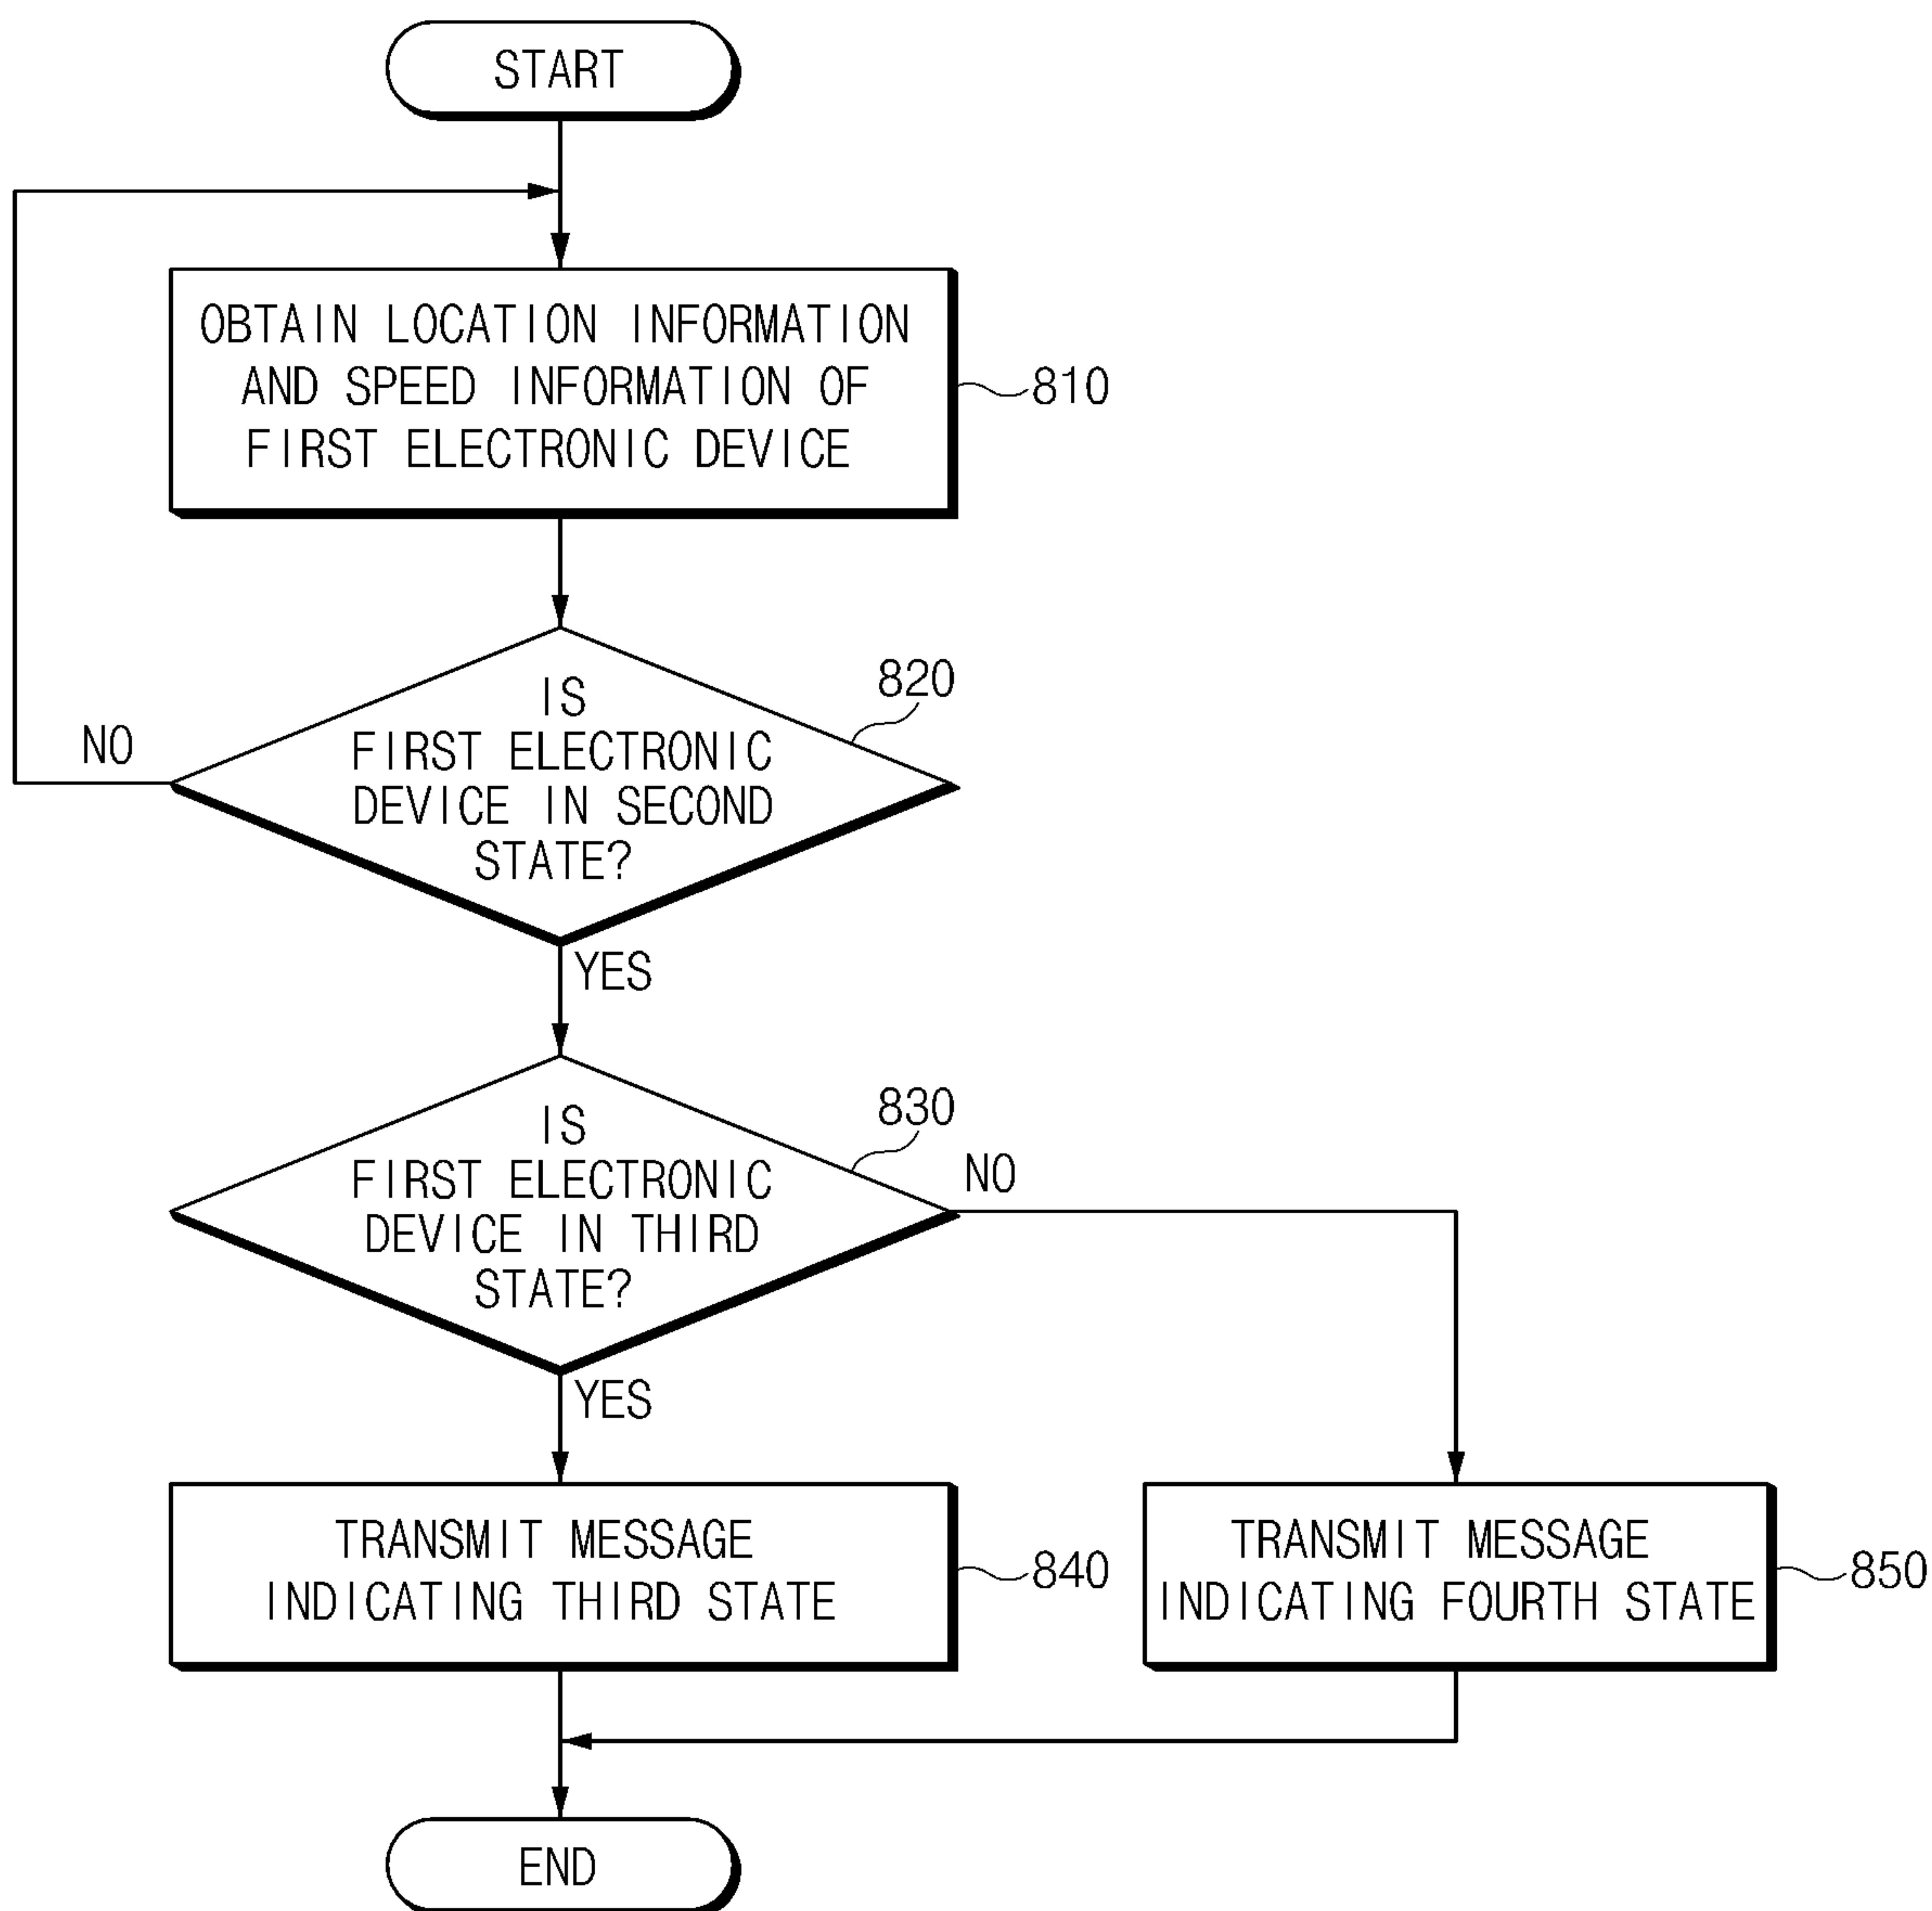 START
OBTAIN LOCATION INFORMATION
AND SPEED INFORMATION OF
FIRST ELECTRONIC DEVICE
810
IS
FIRST ELECTRONIC
DEVICE IN SECOND
STATE?
820
NO
YES
IS
FIRST ELECTRONIC
DEVICE IN THIRD
STATE?
830
NO
YES
TRANSMIT MESSAGE
INDICATING THIRD STATE
840
TRANSMIT MESSAGE
INDICATING FOURTH STATE
850
END